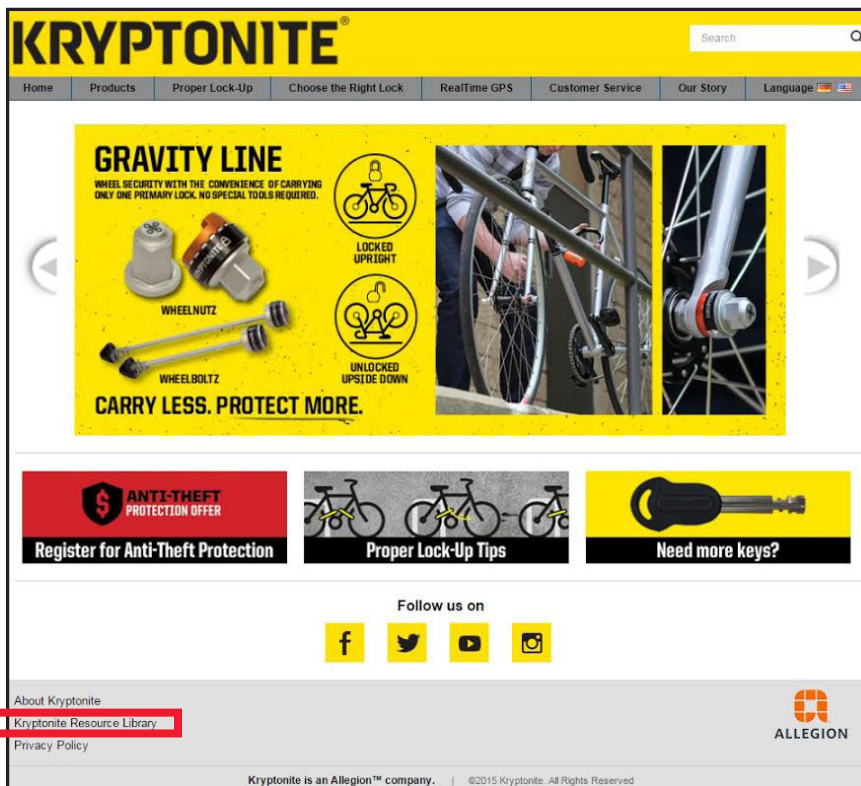 KRYPTONITE®
Search
Home Products Proper Lock-Up Choose the Right Lock RealTime GPS Customer Service Our Story Language
GRAVITY LINE
WHEEL SECURITY WITH THE CONVENIENCE OF CARRYING
ONLY ONE PRIMARY LOCK. NO SPECIAL TOOLS REQUIRED.
LOCKED
UPRIGHT
KRYPTONITE
WHEELNUTZ
WHEELBOLTZ
UNLOCKED
UPSIDE DOWN
CARRY LESS. PROTECT MORE.
ANTI-THEFT
PROTECTION OFFER
Register for Anti-Theft Protection
Proper Lock-Up Tips
Need more keys?
Follow us on
About Kryptonite
Kryptonite Resource Library
Privacy Policy
ALLEGION
Kryptonite is an Allegion™ company. | ©2015 Kryptonite. All Rights Reserved